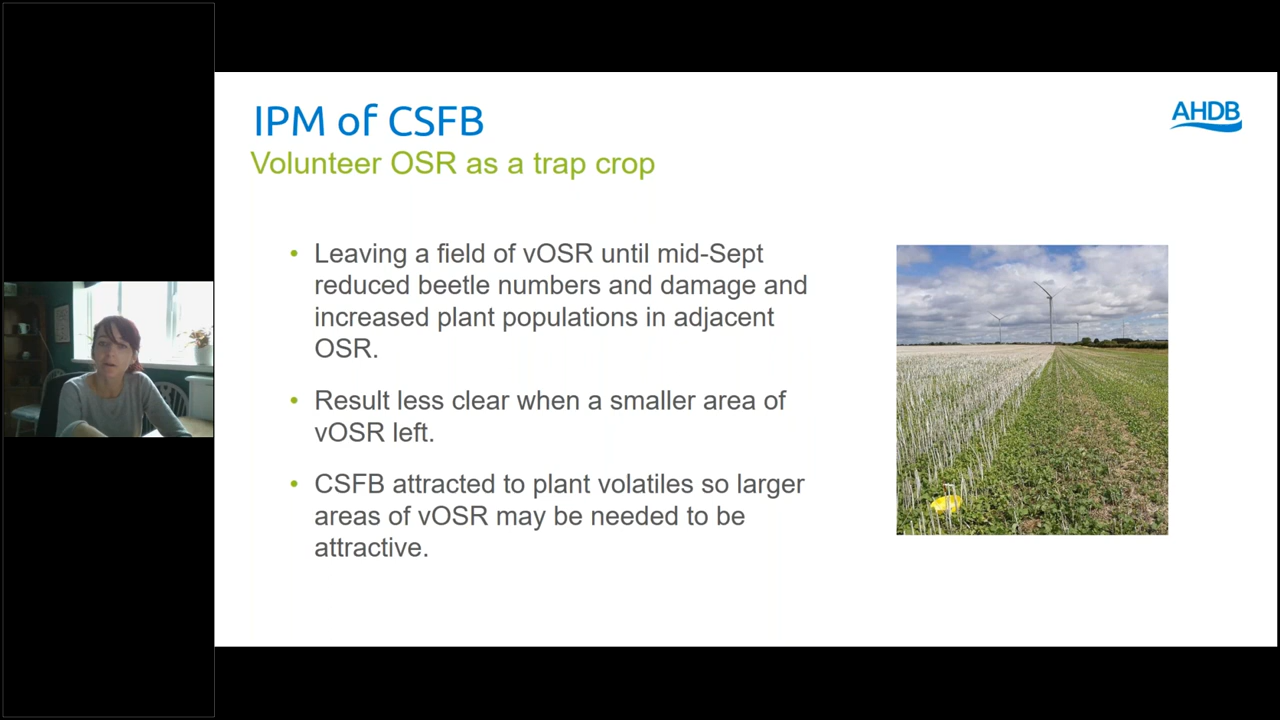 IPM of CSFB
AHDB
Volunteer OSR as a trap crop
• Leaving a field of vOSR until mid-Sept
reduced beetle numbers and damage and
increased plant populations in adjacent
OSR.
• Result less clear when a smaller area of
vOSR left.
• CSFB attracted to plant volatiles so larger
areas of vOSR may be needed to be
attractive.